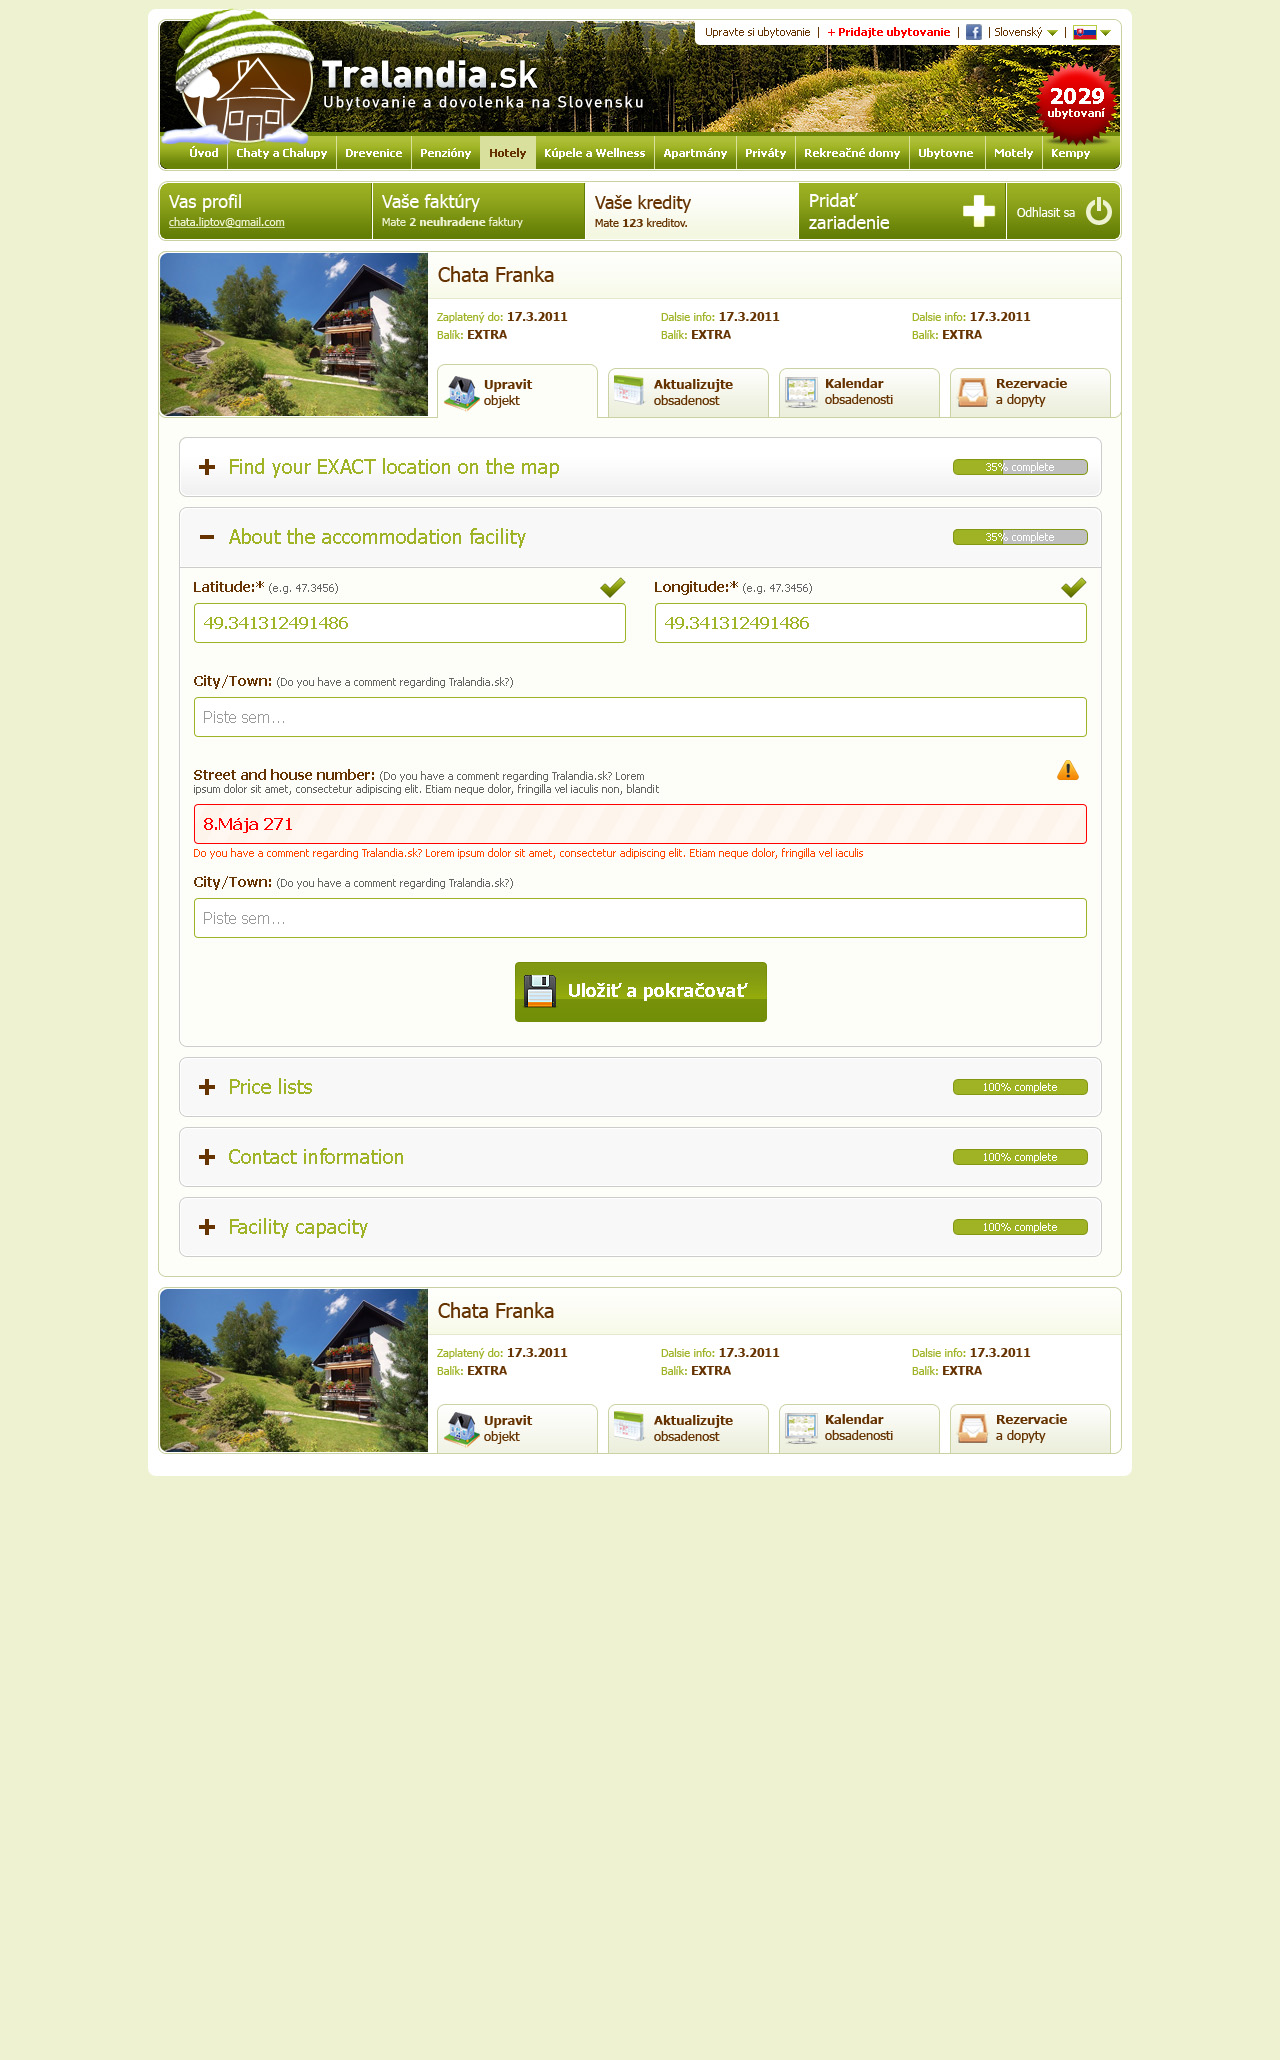 Upravte si ubytovanie | + Pridajte ubytovanie | | Slovenský |
Tralandia.sk
Ubytovanie a dovolenka na Slovensku
2029
ubytovaní
Úvod Chaty a Chalupy Drevenice Penzióny Hotely Kúpele a Wellness Apartmány Priváty Rekreačné domy Ubytovne Motely Kempy
Vas profil
chata.liptov@gmail.com
Vaše faktúry
Mate 2 neuhradene faktury
Vaše kredity
Mate 123 kreditov.
Pridať
zariadenie
Odhlasit sa
Chata Franka
Zaplatený do: 17.3.2011 Dalsie info: 17.3.2011 Dalsie info: 17.3.2011
Balík: EXTRA Balík: EXTRA Balík: EXTRA
Upravit
objekt
Aktualizujte
obsadenost
Kalendar
obsadenosti
Rezervacie
a dopyty
Find your EXACT location on the map 35% complete
About the accommodation facility 35% complete
Latitude:* (e.g. 47.3456) Longitude:* (e.g. 47.3456)
49.341312491486 49.341312491486
City/Town: (Do you have a comment regarding Tralandia.sk?)
Piste sem...
Street and house number: (Do you have a comment regarding Tralandia.sk? Lorem
ipsum dolor sit amet, consectetur adipiscing elit. Etiam neque dolor, fringilla vel iaculis non, blandit
8.Mája 271
Do you have a comment regarding Tralandia.sk? Lorem ipsum dolor sit amet, consectetur adipiscing elit. Etiam neque dolor, fringilla vel iaculis
City/Town: (Do you have a comment regarding Tralandia.sk?)
Piste sem...
Uložiť a pokračovať
Price lists 100% complete
Contact information 100% complete
Facility capacity 100% complete
Chata Franka
Zaplatený do: 17.3.2011 Dalsie info: 17.3.2011 Dalsie info: 17.3.2011
Balík: EXTRA Balík: EXTRA Balík: EXTRA
Upravit
objekt
Aktualizujte
obsadenost
Kalendar
obsadenosti
Rezervacie
a dopyty